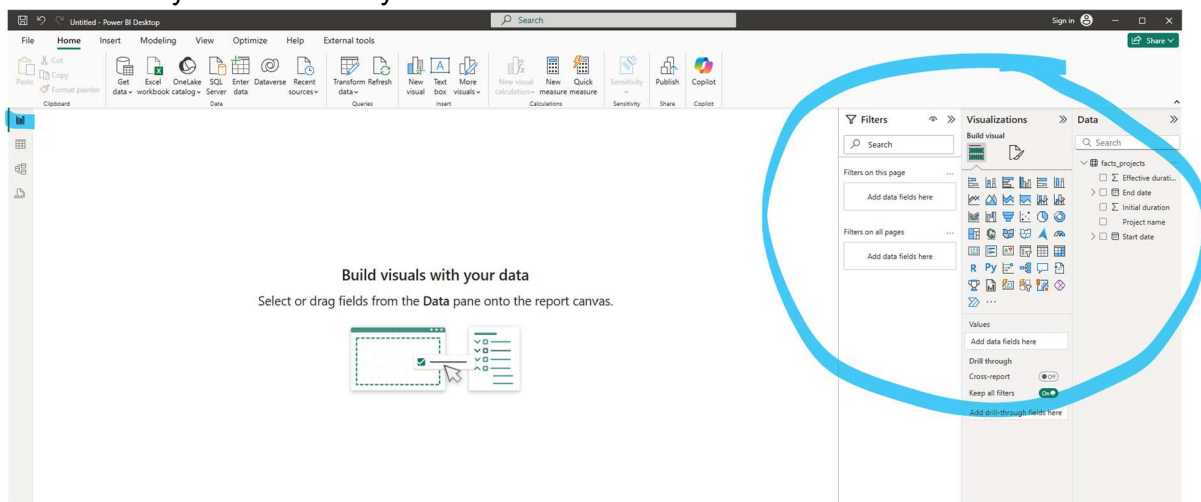 Untitled - Power BI Desktop
Search
Sign in
File Home Insert Modeling View Optimize Help External tools
Share
Paste
Cut
Copy
Format painter
Get data
Excel workbook
OneLake catalog
SQL Server
Enter data
Dataverse
Recent sources
Transform data
Refresh
New visual
Text box
More visuals
New visual calculation
New measure
Quick measure
Sensitivity
Publish
Copilot
Clipboard Data Queries Insert Calculations Sensitivity Share Copilot
Filters
Search
Filters on this page
Add data fields here
Filters on all pages
Add data fields here
Visualizations
Build visual
R Py
Values
Add data fields here
Drill through
Cross-report Off
Keep all filters On
Add drill-through fields here
Data
Search
facts_projects
Effective durati...
End date
Initial duration
Project name
Start date
Build visuals with your data
Select or drag fields from the Data pane onto the report canvas.